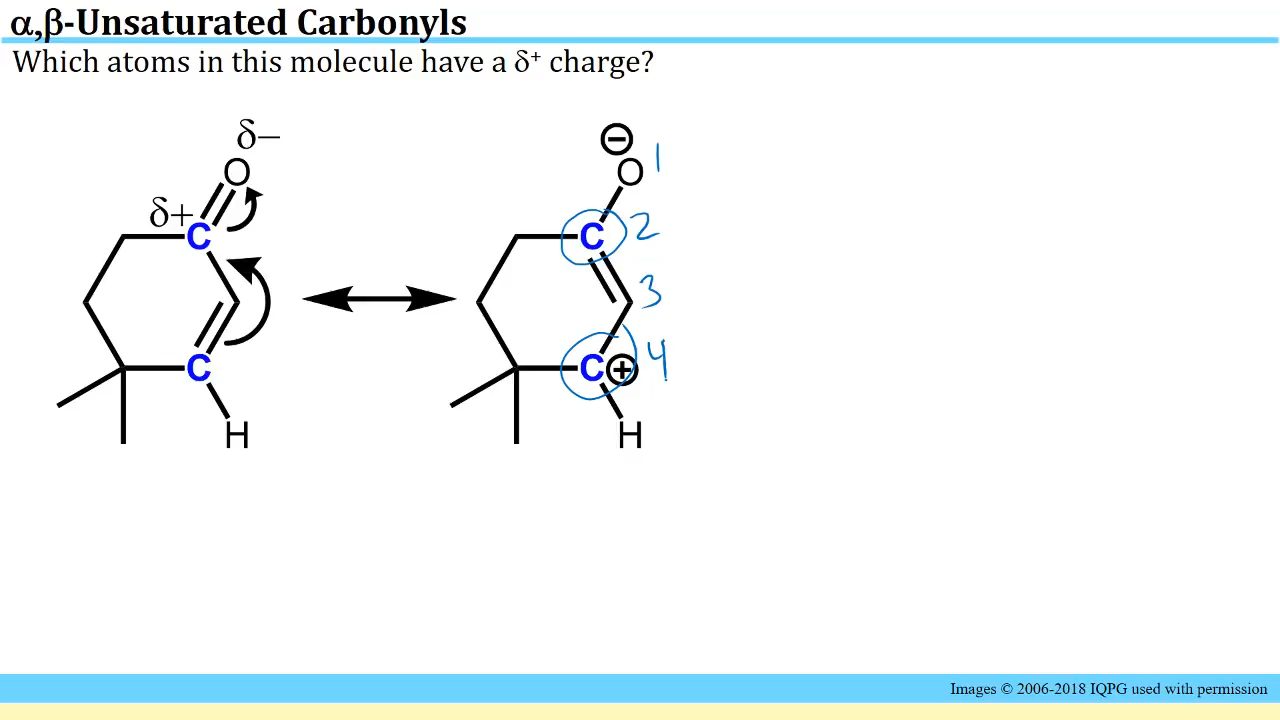 α,β-Unsaturated Carbonyls
Which atoms in this molecule have a δ⁺ charge?
δ−
O
δ+
C
C
H
⊖
O 1
C 2
3
C ⊕ 4
H
Images © 2006-2018 IQPG used with permission